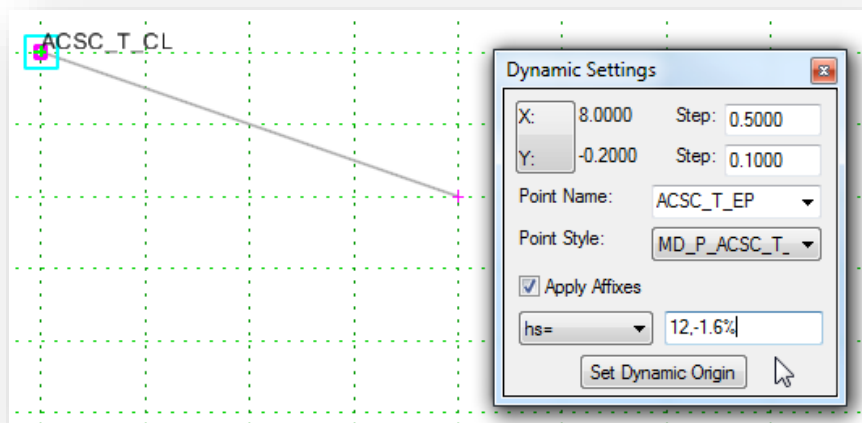 ACSC_T_CL
Dynamic Settings
X: 8.0000 Step: 0.5000
Y: -0.2000 Step: 0.1000
Point Name: ACSC_T_EP
Point Style: MD_P_ACSC_T_
Apply Affixes
hs= 12,-1.6%
Set Dynamic Origin